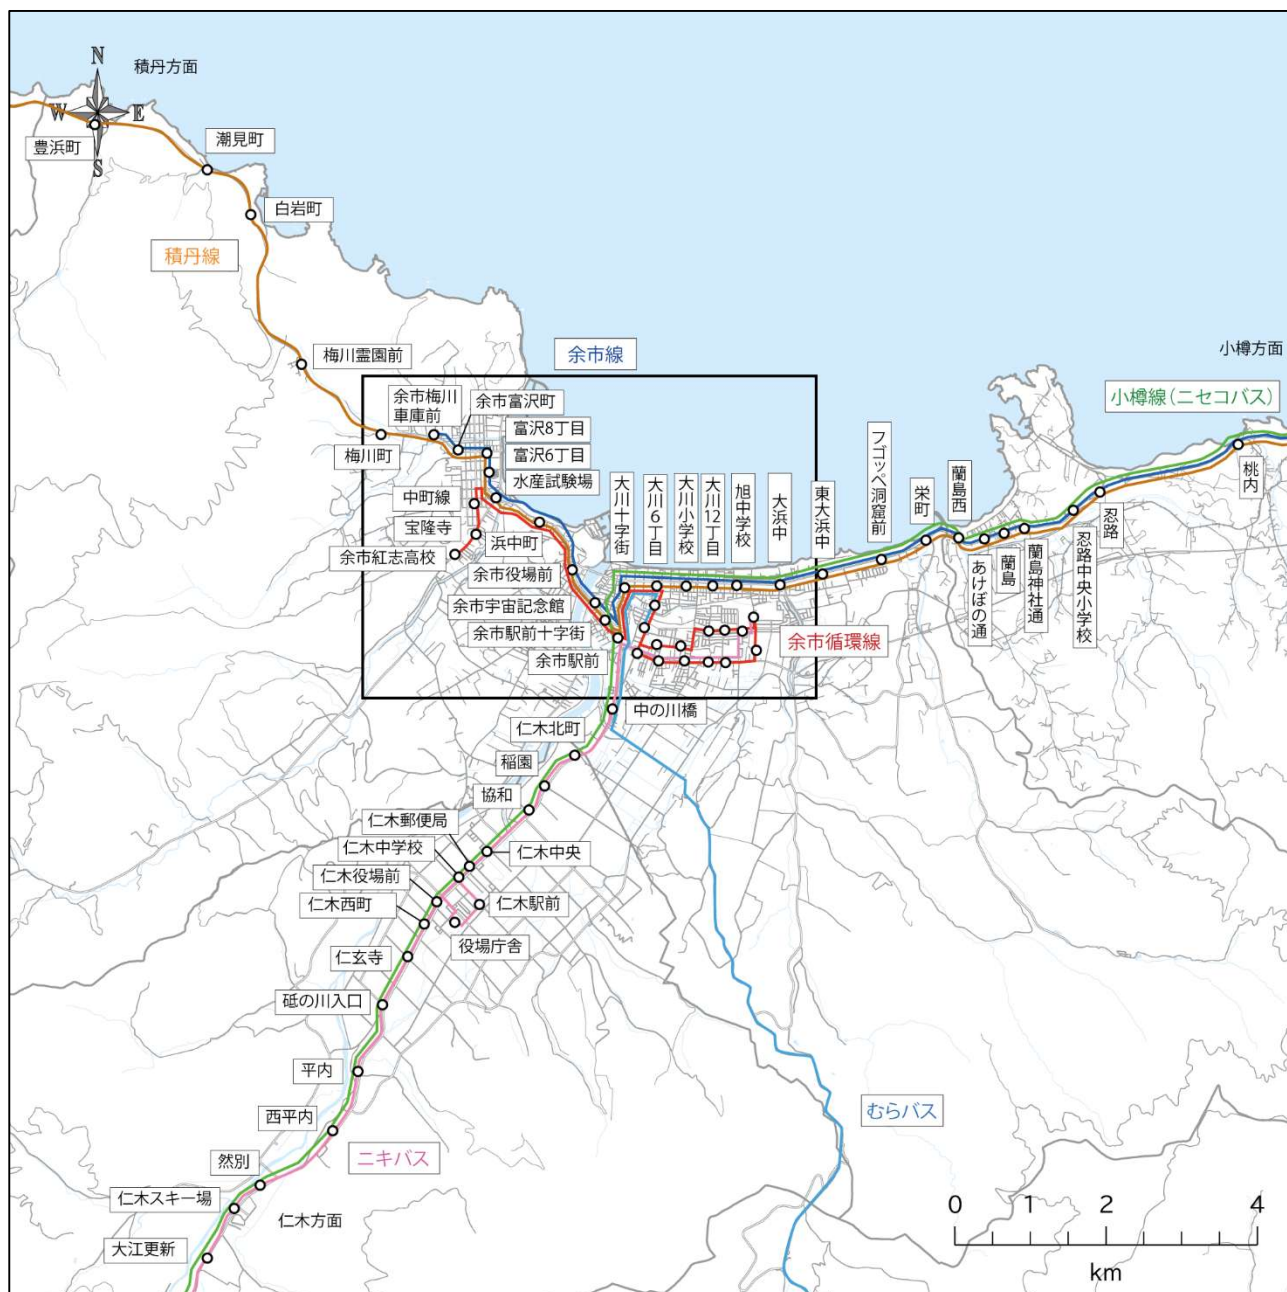 N
W
E
S
積丹方面
豊浜町
潮見町
白岩町
積丹線
梅川霊園前
余市線
小樽方面
小樽線(ニセコバス)
余市梅川
車庫前
余市富沢町
富沢8丁目
富沢6丁目
水産試験場
梅川町
中町線
宝隆寺
余市紅志高校
浜中町
余市役場前
余市宇宙記念館
余市駅前十字街
余市駅前
大川十字街
大川6丁目
大川小学校
大川12丁目
旭中学校
大浜中
東大浜中
フゴッペ洞窟前
栄町
蘭島西
あけぼの通
蘭島
蘭島神社通
忍路中央小学校
忍路
桃内
余市循環線
中の川橋
仁木北町
稲園
協和
仁木郵便局
仁木中学校
仁木中央
仁木役場前
仁木駅前
仁木西町
役場庁舎
仁玄寺
砥の川入口
平内
西平内
然別
ニキバス
むらバス
仁木スキー場
仁木方面
大江更新
0 1 2 4
km